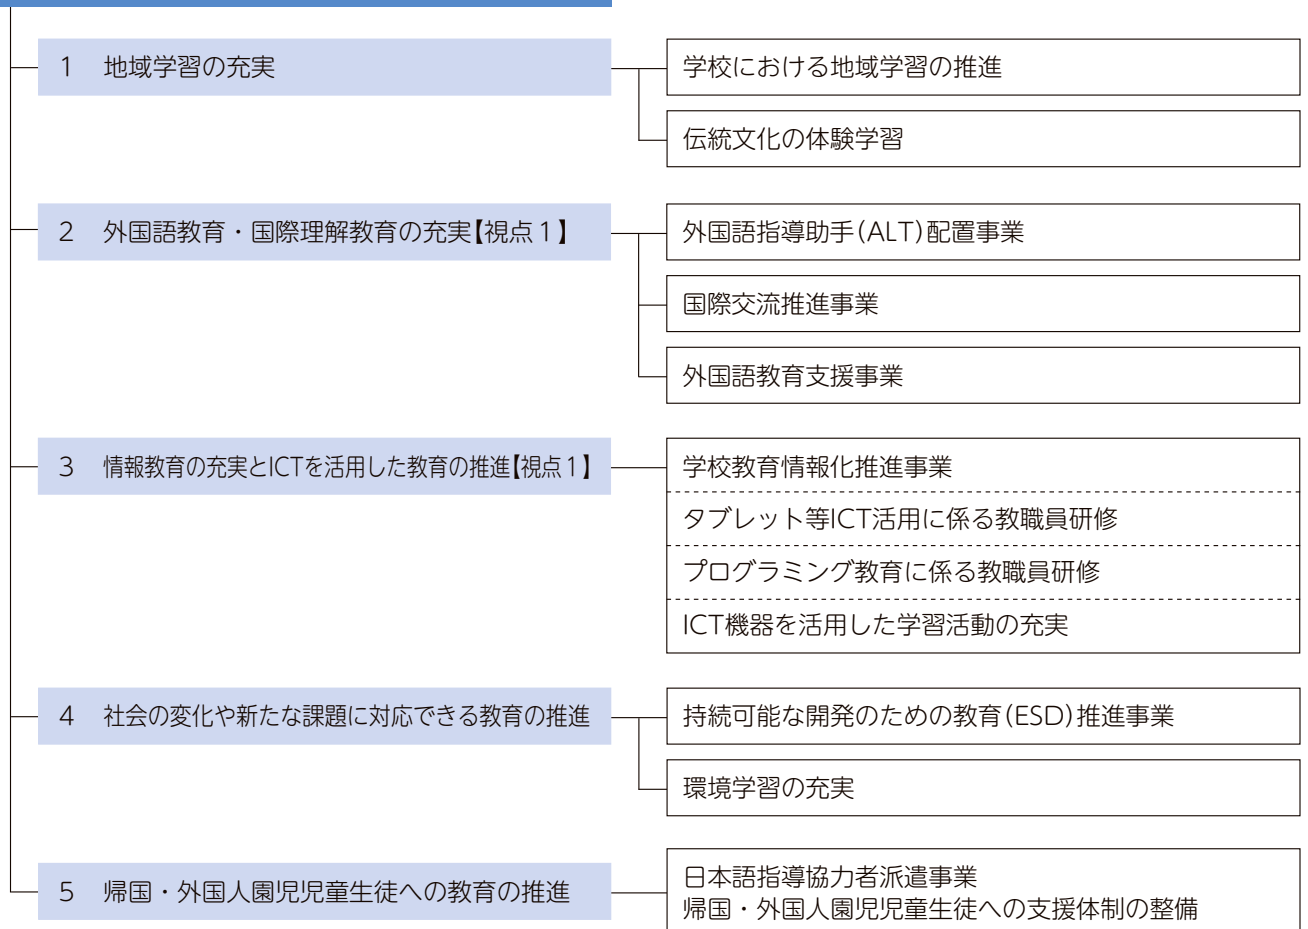 1 地域学習の充実
学校における地域学習の推進
伝統文化の体験学習
2 外国語教育・国際理解教育の充実【視点1】
外国語指導助手(ALT)配置事業
国際交流推進事業
外国語教育支援事業
3 情報教育の充実とICTを活用した教育の推進【視点1】
学校教育情報化推進事業
タブレット等ICT活用に係る教職員研修
プログラミング教育に係る教職員研修
ICT機器を活用した学習活動の充実
4 社会の変化や新たな課題に対応できる教育の推進
持続可能な開発のための教育(ESD)推進事業
環境学習の充実
5 帰国・外国人園児児童生徒への教育の推進
日本語指導協力者派遣事業
帰国・外国人園児児童生徒への支援体制の整備